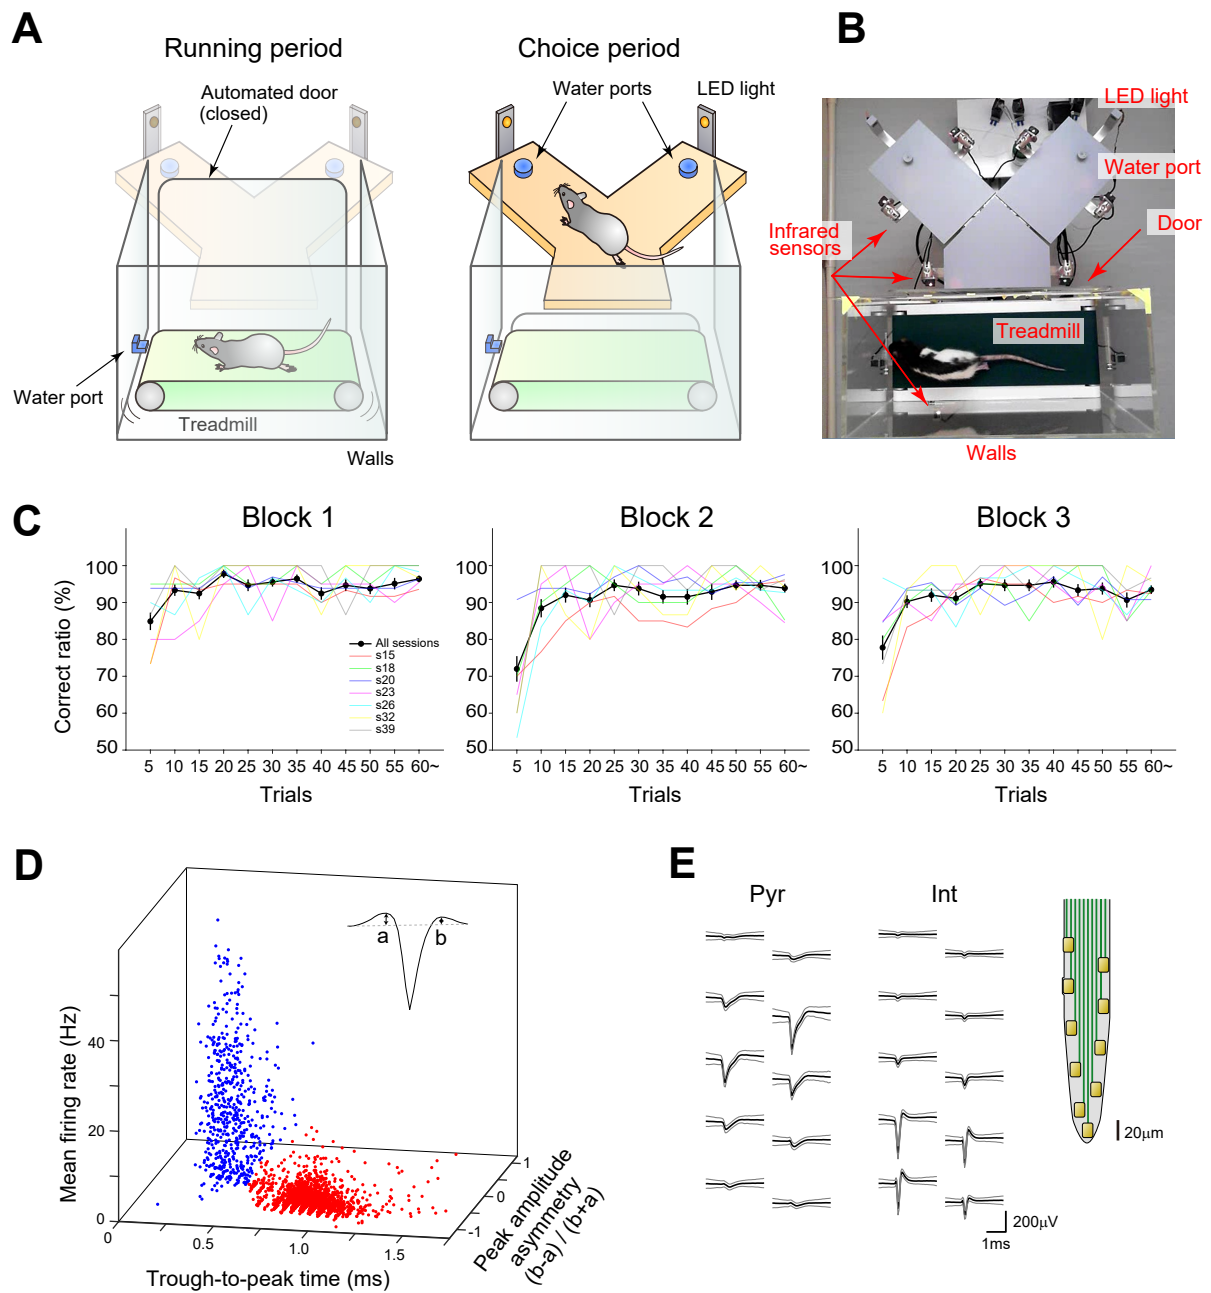 A
Running period
Choice period
Automated door
(closed)
Water ports
LED light
Water port
Treadmill
Walls
B
LED light
Water port
Infrared
sensors
Door
Treadmill
Walls
C
Block 1
Block 2
Block 3
Correct ratio (%)
100
90
80
70
60
50
All sessions
s15
s18
s20
s23
s26
s32
s39
5 10 15 20 25 30 35 40 45 50 55 60~
Trials
100
90
80
70
60
50
5 10 15 20 25 30 35 40 45 50 55 60~
Trials
100
90
80
70
60
50
5 10 15 20 25 30 35 40 45 50 55 60~
Trials
D
a
b
Mean firing rate (Hz)
40
20
0
0
0.5
1.0
1.5
Trough-to-peak time (ms)
1
0
-1
Peak amplitude
asymmetry
(b-a) / (b+a)
E
Pyr
Int
20μm
200μV
1ms